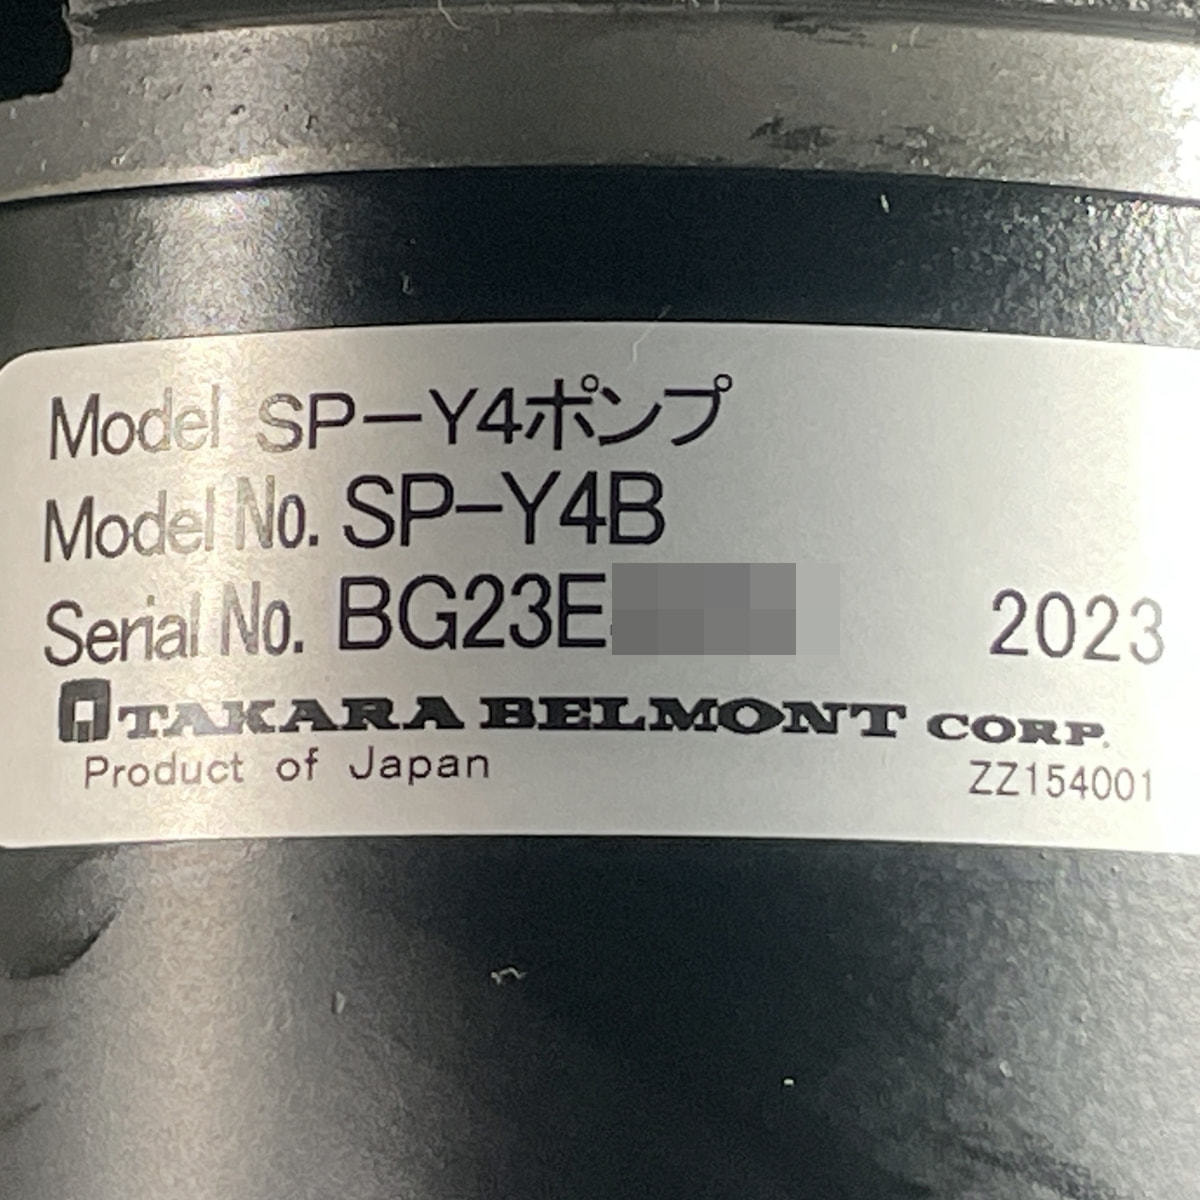 Model SP-Y4ポンプ
Model No. SP-Y4B
Serial No. BG23E 2023
TAKARA BELMONT CORP.
Product of Japan ZZ154001